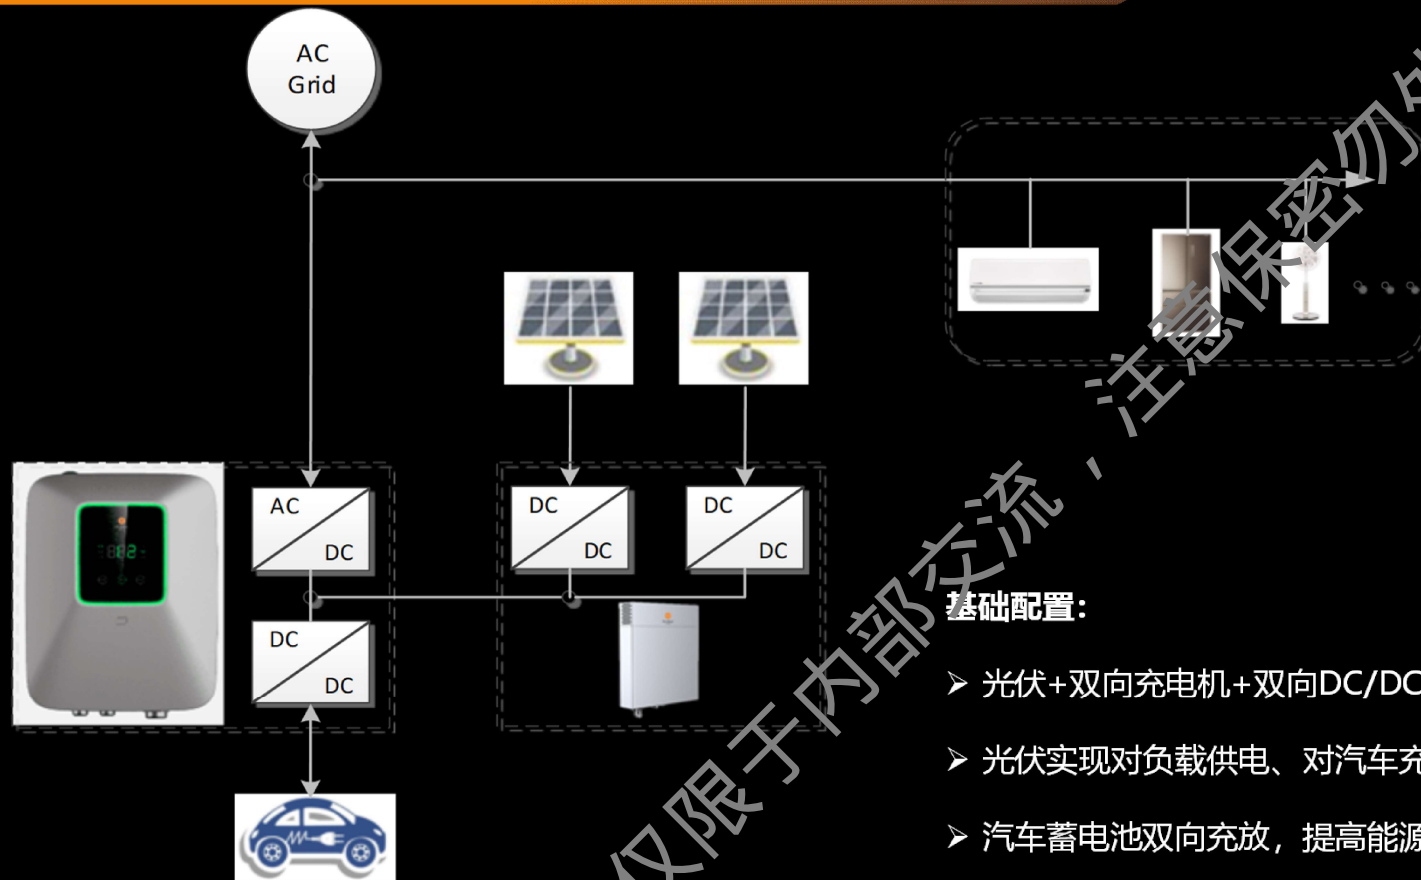 AC
Grid
AC
DC
DC
DC
DC
DC
DC
DC
基础配置：
➢ 光伏+双向充电机+双向DC/DC
➢ 光伏实现对负载供电、对汽车充
➢ 汽车蓄电池双向充放，提高能源
仅限于内部交流，注意保密勿